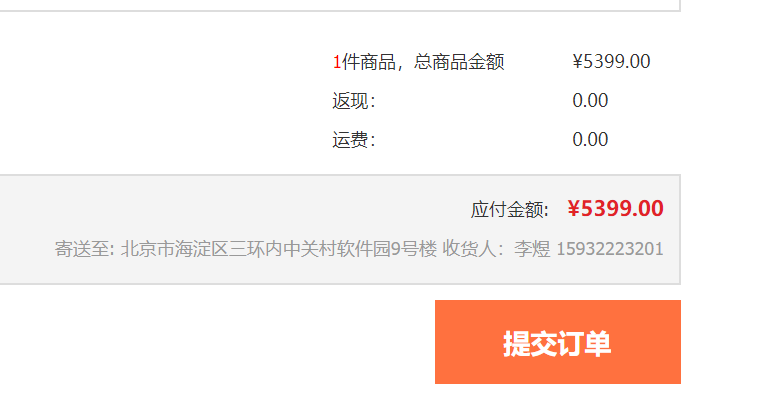 1件商品，总商品金额 ¥5399.00
返现： 0.00
运费： 0.00
应付金额: ¥5399.00
寄送至: 北京市海淀区三环内中关村软件园9号楼 收货人：李煜 15932223201
提交订单